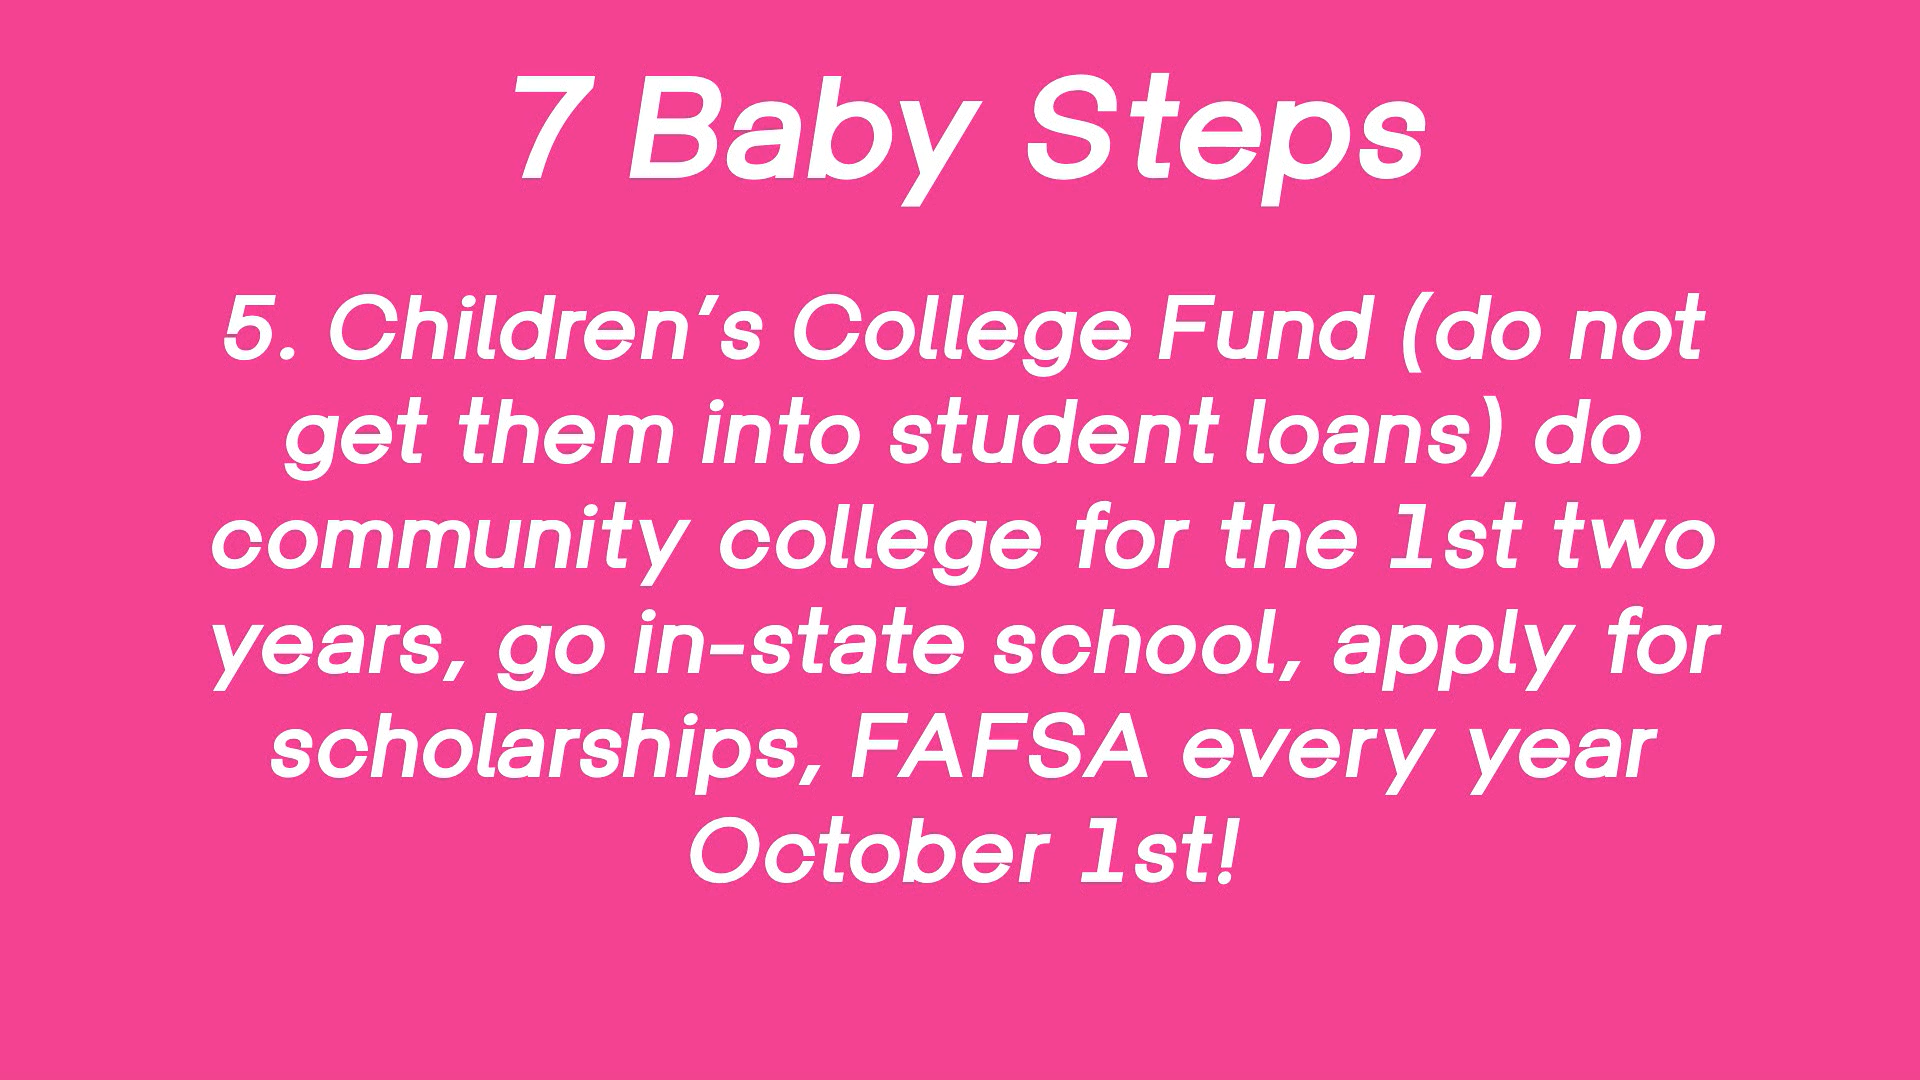 7 Baby Steps
5. Children’s College Fund (do not
get them into student loans) do
community college for the 1st two
years, go in-state school, apply for
scholarships, FAFSA every year
October 1st!